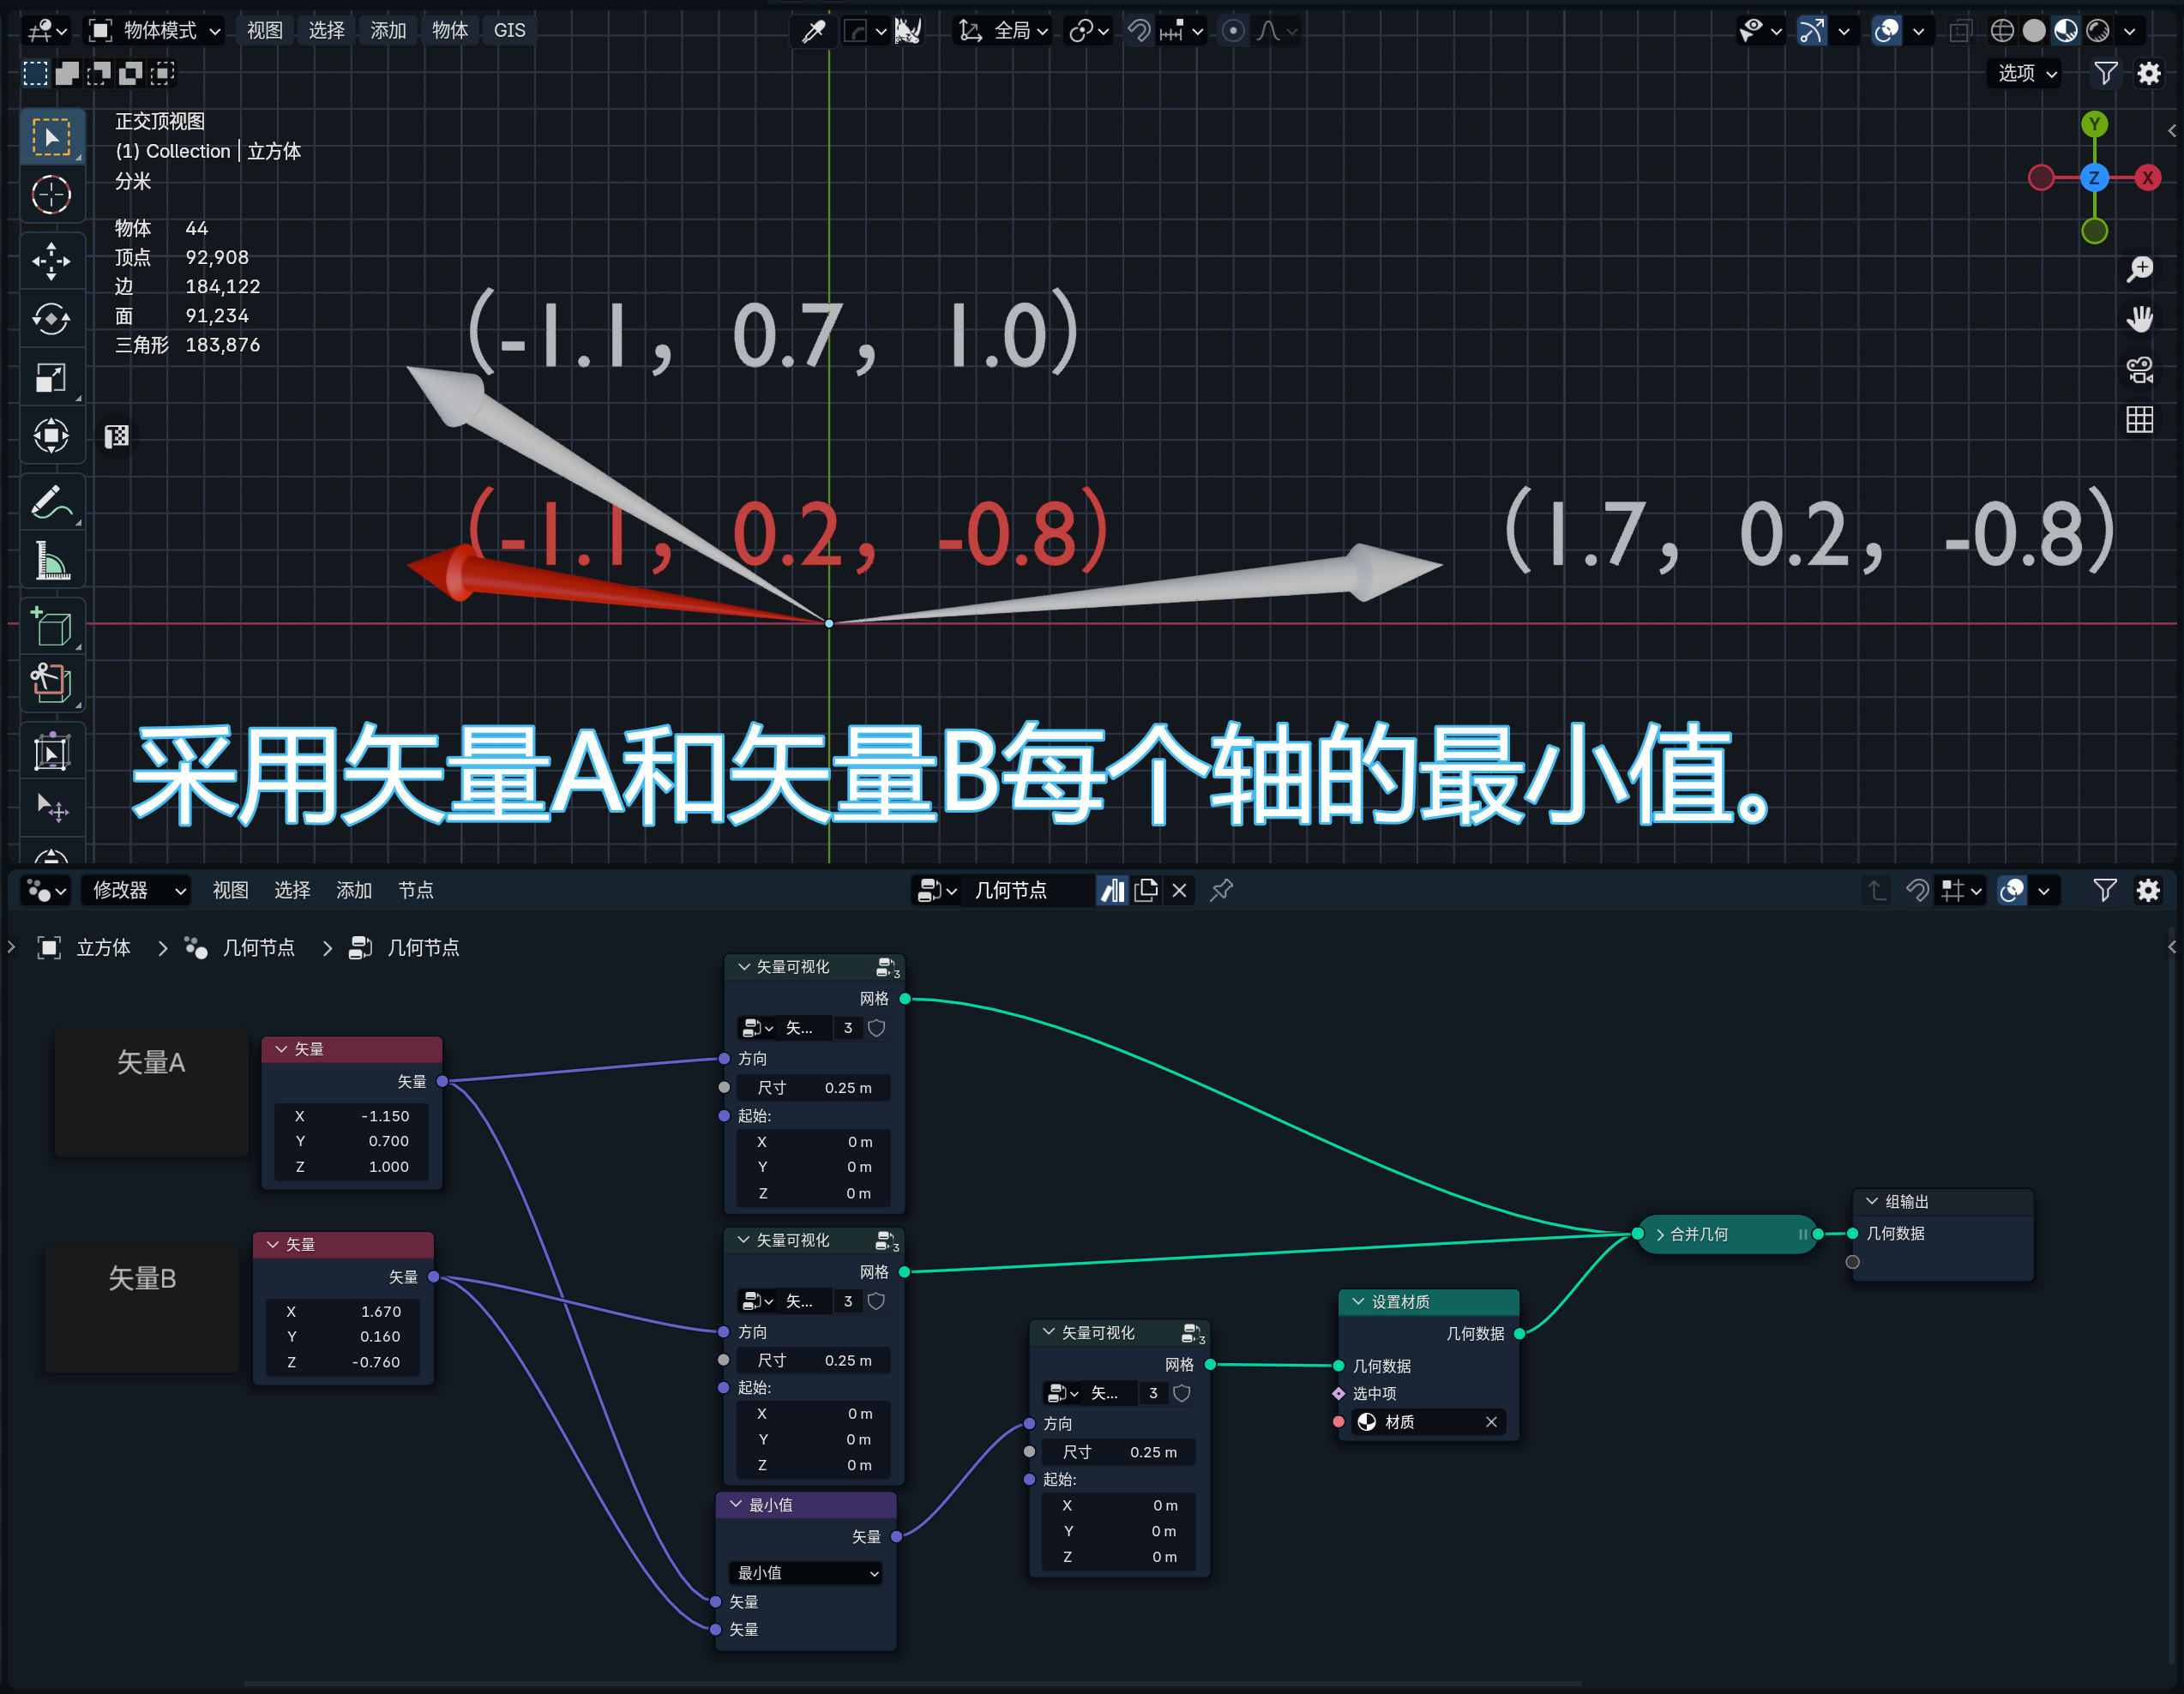 物体模式 视图 选择 添加 物体 GIS 全局
选项
正交顶视图
(1) Collection | 立方体
分米
物体 44
顶点 92,908
边 184,122
面 91,234
三角形 183,876
Y
Z X
(-1.1, 0.7, 1.0)
(-1.1, 0.2, -0.8)
(1.7, 0.2, -0.8)
采用矢量A和矢量B每个轴的最小值。
修改器 视图 选择 添加 节点 几何节点
立方体 > 几何节点 > 几何节点
矢量A
矢量
矢量
X -1.150
Y 0.700
Z 1.000
矢量B
矢量
矢量
X 1.670
Y 0.160
Z -0.760
矢量可视化 3
网格
矢... 3
方向
尺寸 0.25 m
起始:
X 0 m
Y 0 m
Z 0 m
矢量可视化 3
网格
矢... 3
方向
尺寸 0.25 m
起始:
X 0 m
Y 0 m
Z 0 m
最小值
矢量
最小值
矢量
矢量
矢量可视化 3
网格
矢... 3
方向
尺寸 0.25 m
起始:
X 0 m
Y 0 m
Z 0 m
设置材质
几何数据
几何数据
选中项
材质
合并几何
组输出
几何数据